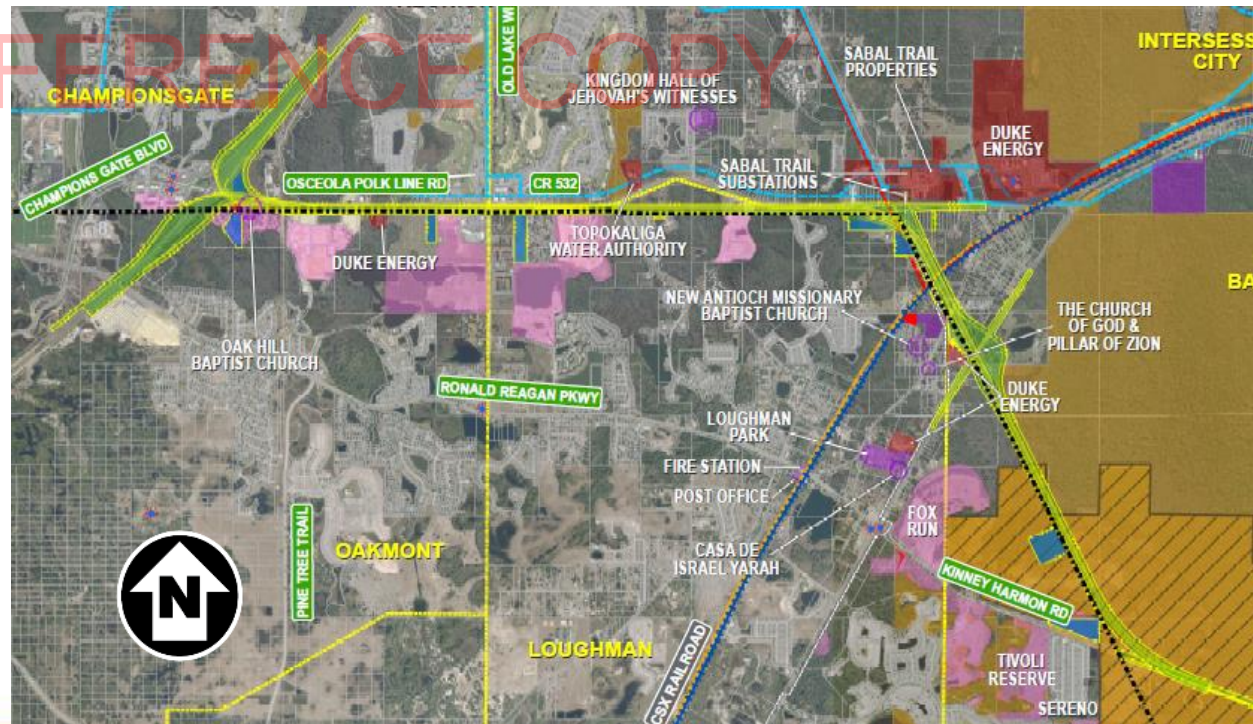 FERENCE COPY
INTERSESS
CITY
OLD LAKE WI
SABAL TRAIL
PROPERTIES
KINGDOM HALL OF
JEHOVAH'S WITNESSES
CHAMPIONSGATE
DUKE
ENERGY
CHAMPIONS GATE BLVD
OSCEOLA POLK LINE RD
CR 532
SABAL TRAIL
SUBSTATIONS
TOPOKALIGA
WATER AUTHORITY
DUKE ENERGY
BA
NEW ANTIOCH MISSIONARY
BAPTIST CHURCH
THE CHURCH
OF GOD &
PILLAR OF ZION
OAK HILL
BAPTIST CHURCH
RONALD REAGAN PKWY
DUKE
ENERGY
LOUGHMAN
PARK
FIRE STATION
POST OFFICE
FOX
RUN
CASA DE
ISRAEL YARAH
PINE TREE TRAIL
OAKMONT
KINNEY HARMON RD
N
LOUGHMAN
CSX RAILROAD
TIVOLI
RESERVE
SERENO